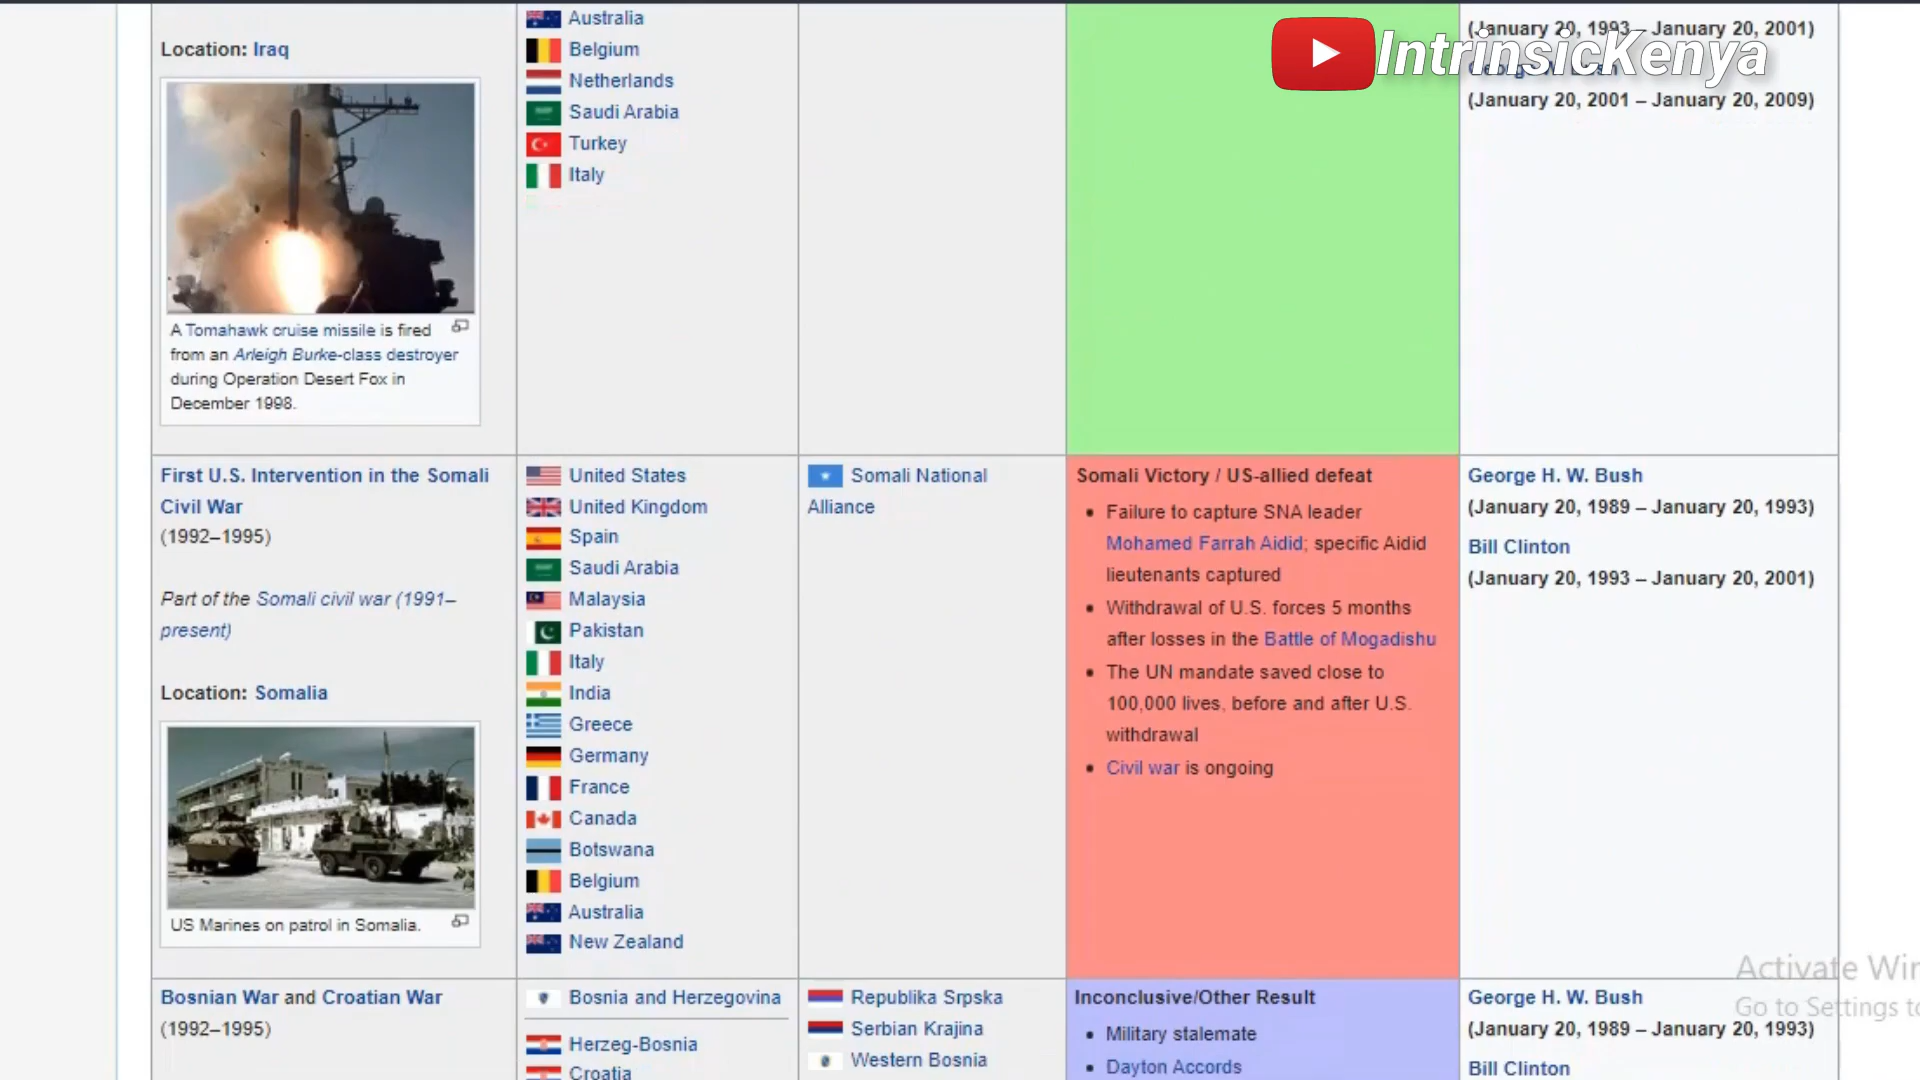 IntrinsicKenya
Location: Iraq
A Tomahawk cruise missile is fired
from an Arleigh Burke-class destroyer
during Operation Desert Fox in
December 1998.
Australia
Belgium
Netherlands
Saudi Arabia
Turkey
Italy
(January 20, 1993 – January 20, 2001)
George W. Bush
(January 20, 2001 – January 20, 2009)
First U.S. Intervention in the Somali
Civil War
(1992–1995)
Part of the Somali civil war (1991–
present)
Location: Somalia
US Marines on patrol in Somalia.
United States
United Kingdom
Spain
Saudi Arabia
Malaysia
Pakistan
Italy
India
Greece
Germany
France
Canada
Botswana
Belgium
Australia
New Zealand
Somali National
Alliance
Somali Victory / US-allied defeat
Failure to capture SNA leader
Mohamed Farrah Aidid; specific Aidid
lieutenants captured
Withdrawal of U.S. forces 5 months
after losses in the Battle of Mogadishu
The UN mandate saved close to
100,000 lives, before and after U.S.
withdrawal
Civil war is ongoing
George H. W. Bush
(January 20, 1989 – January 20, 1993)
Bill Clinton
(January 20, 1993 – January 20, 2001)
Bosnian War and Croatian War
(1992–1995)
Bosnia and Herzegovina
Herzeg-Bosnia
Croatia
Republika Srpska
Serbian Krajina
Western Bosnia
Inconclusive/Other Result
Military stalemate
Dayton Accords
George H. W. Bush
(January 20, 1989 – January 20, 1993)
Bill Clinton
Activate Win
Go to Settings to